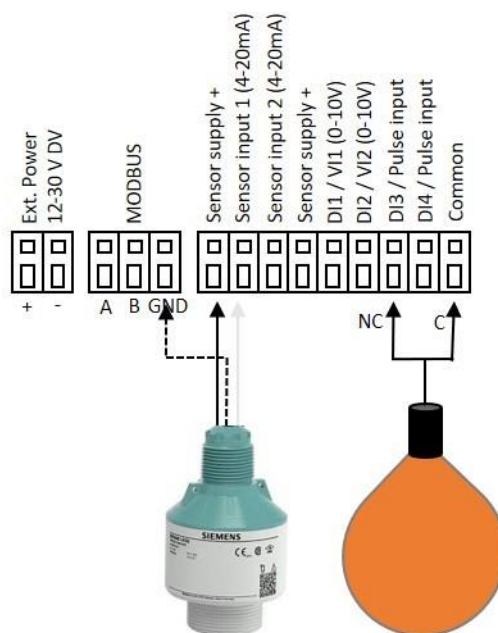 Ext. Power
12-30 V DV
MODBUS
Sensor supply +
Sensor input 1 (4-20mA)
Sensor input 2 (4-20mA)
Sensor supply +
DI1 / VI1 (0-10V)
DI2 / VI2 (0-10V)
DI3 / Pulse input
DI4 / Pulse input
Common
+ - A B GND
NC C
SIEMENS
CE